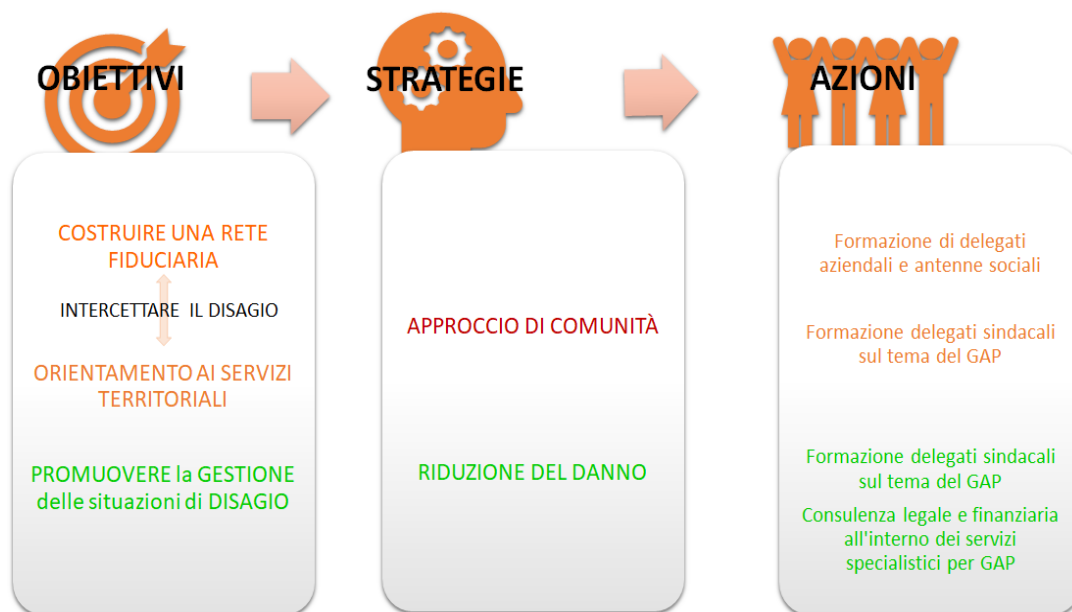 OBIETTIVI
COSTRUIRE UNA RETE
FIDUCIARIA
INTERCETTARE IL DISAGIO
ORIENTAMENTO AI SERVIZI
TERRITORIALI
PROMUOVERE la GESTIONE
delle situazioni di DISAGIO
STRATEGIE
APPROCCIO DI COMUNITÀ
RIDUZIONE DEL DANNO
AZIONI
Formazione di delegati
aziendali e antenne sociali
Formazione delegati sindacali
sul tema del GAP
Formazione delegati sindacali
sul tema del GAP
Consulenza legale e finanziaria
all'interno dei servizi
specialistici per GAP